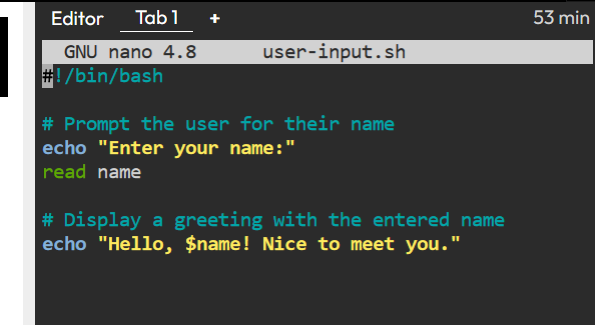 Editor Tab 1 + 53 min
GNU nano 4.8 user-input.sh
#!/bin/bash
# Prompt the user for their name
echo "Enter your name:"
read name
# Display a greeting with the entered name
echo "Hello, $name! Nice to meet you."